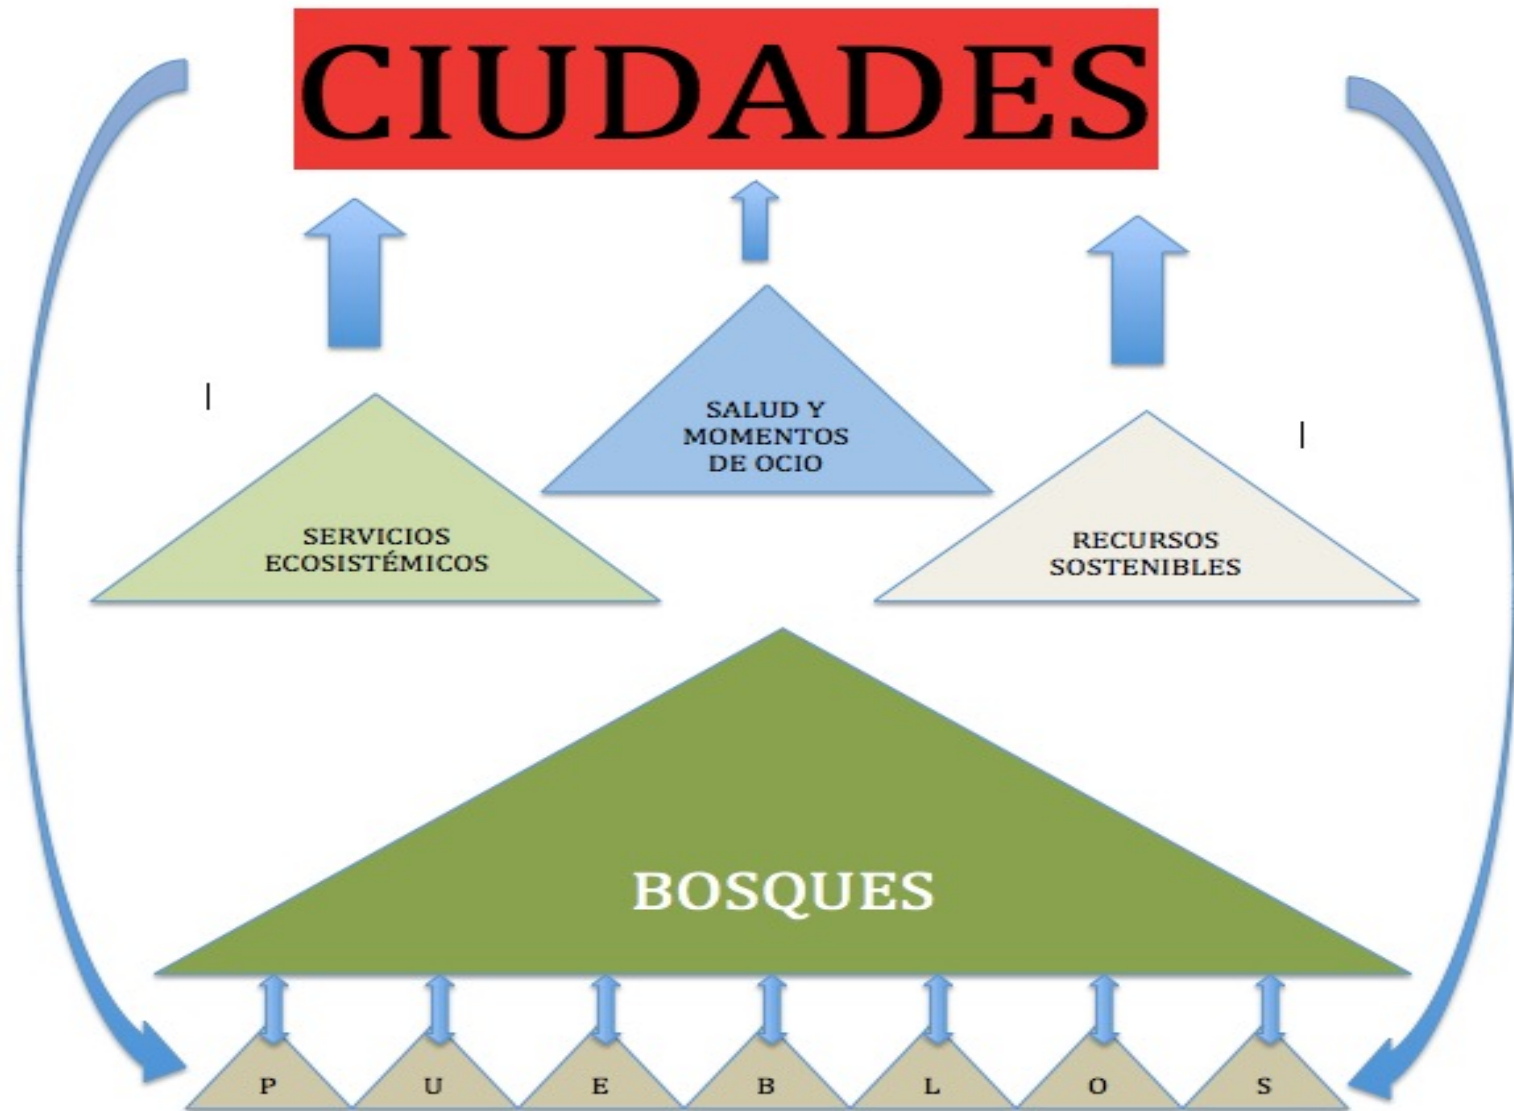 CIUDADES
SALUD Y
MOMENTOS
DE OCIO
SERVICIOS
ECOSISTÉMICOS
RECURSOS
SOSTENIBLES
BOSQUES
P U E B L O S